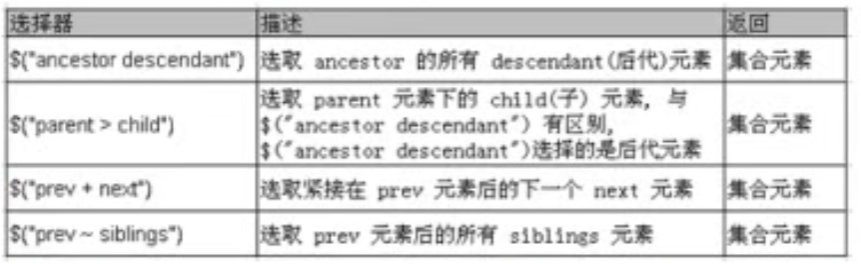 选择器 描述 返回
$("ancestor descendant") 选取 ancestor 的所有 descendant(后代)元素 集合元素
选取 parent 元素下的 child(子) 元素, 与
$("parent > child") $("ancestor descendant") 有区别, 集合元素
$("ancestor descendant")选择的是后代元素
$("prev + next") 选取紧接在 prev 元素后的下一个 next 元素 集合元素
$("prev ~ siblings") 选取 prev 元素后的所有 siblings 元素 集合元素